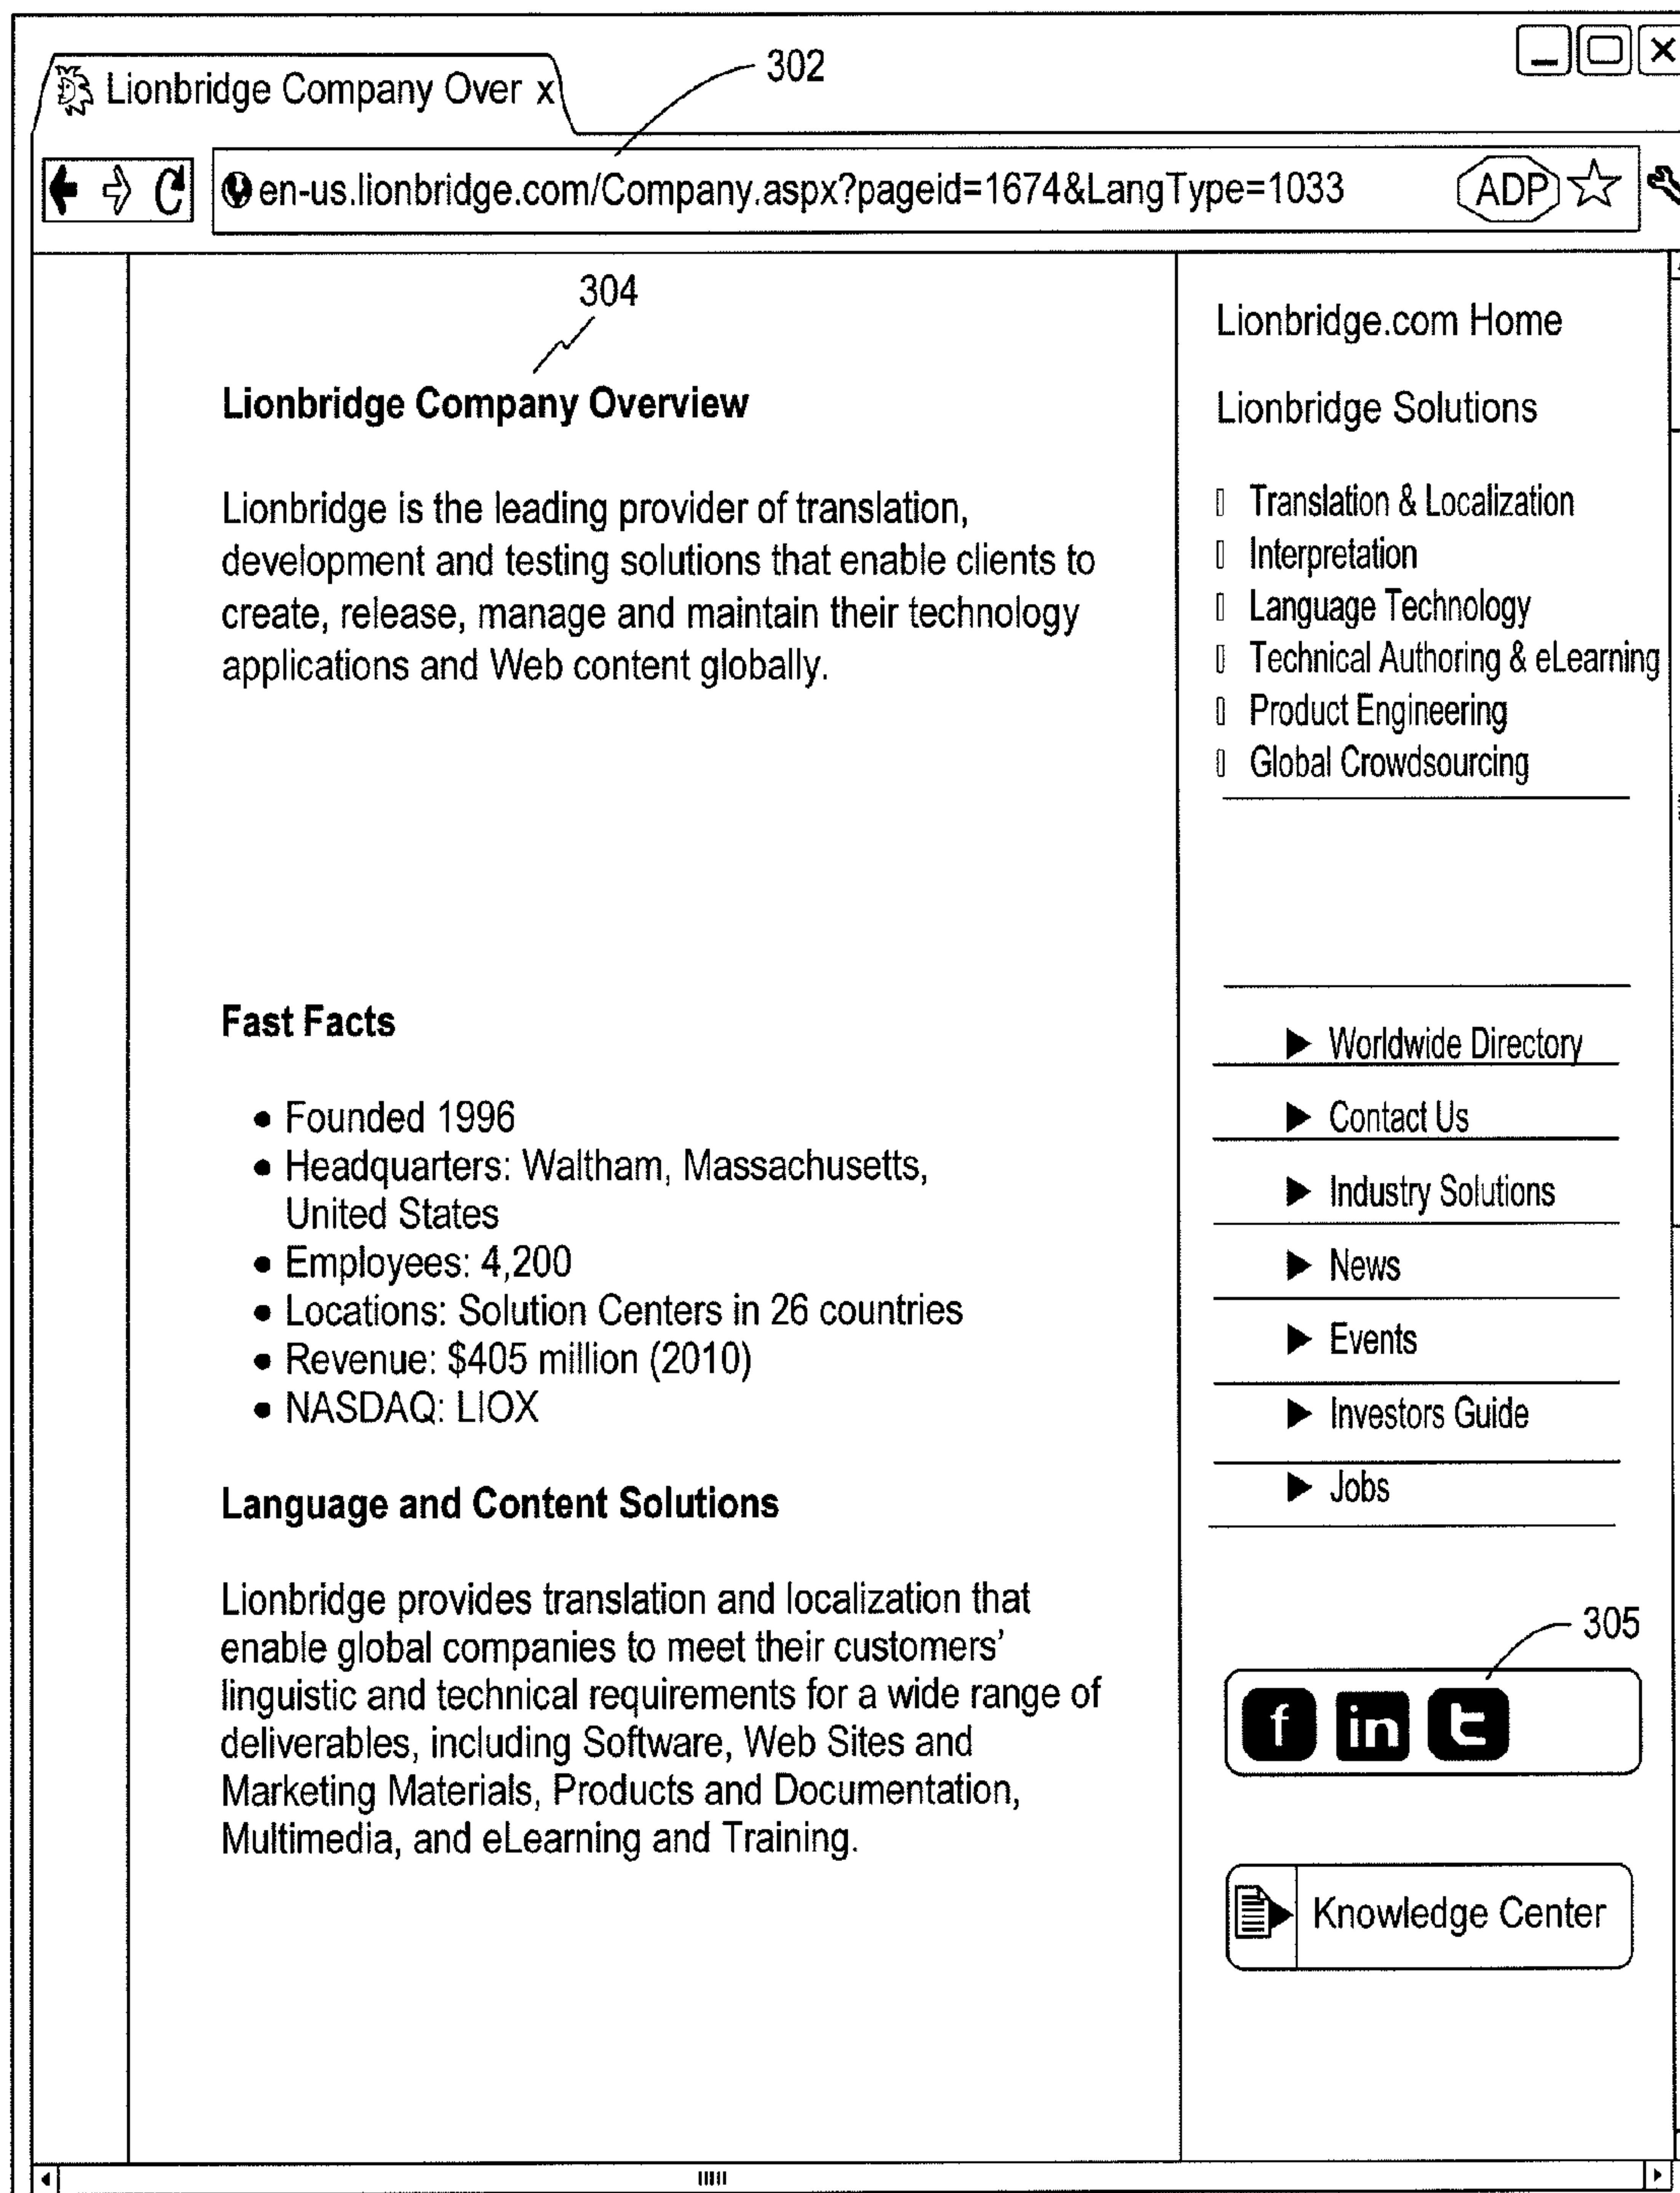 302
Lionbridge Company Over x
en-us.lionbridge.com/Company.aspx?pageid=1674&LangType=1033
ADP
304
Lionbridge Company Overview
Lionbridge is the leading provider of translation,
development and testing solutions that enable clients to
create, release, manage and maintain their technology
applications and Web content globally.
Fast Facts
• Founded 1996
• Headquarters: Waltham, Massachusetts,
United States
• Employees: 4,200
• Locations: Solution Centers in 26 countries
• Revenue: $405 million (2010)
• NASDAQ: LIOX
Language and Content Solutions
Lionbridge provides translation and localization that
enable global companies to meet their customers'
linguistic and technical requirements for a wide range of
deliverables, including Software, Web Sites and
Marketing Materials, Products and Documentation,
Multimedia, and eLearning and Training.
Lionbridge.com Home
Lionbridge Solutions
Translation & Localization
Interpretation
Language Technology
Technical Authoring & eLearning
Product Engineering
Global Crowdsourcing
Worldwide Directory
Contact Us
Industry Solutions
News
Events
Investors Guide
Jobs
305
f in t
Knowledge Center